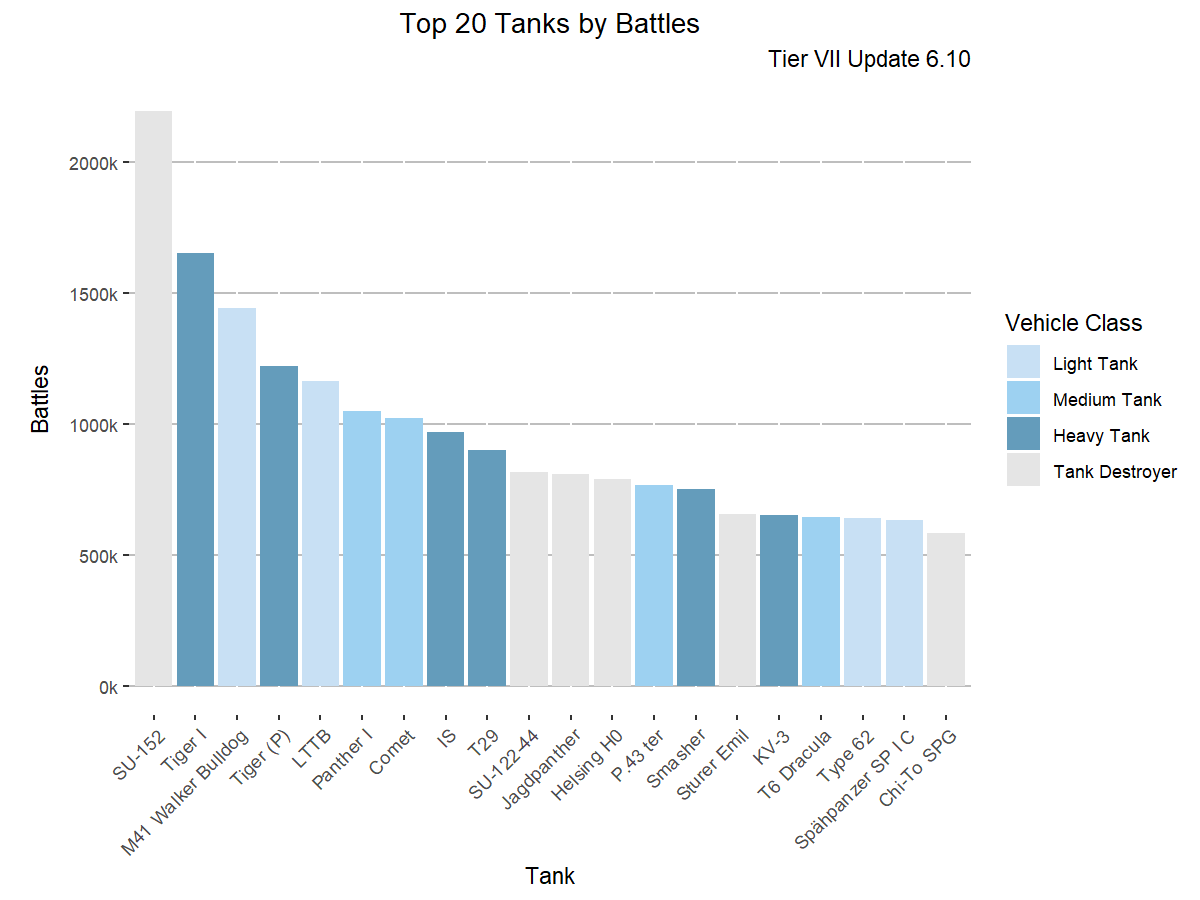 Top 20 Tanks by Battles
Tier VII Update 6.10
2000k
1500k
1000k
500k
0k
Battles
SU-152
Tiger I
M41 Walker Bulldog
Tiger (P)
LTTB
Panther I
Comet
IS
T29
SU-122-44
Jagdpanther
Helsing H0
P.43 ter
Smasher
Sturer Emil
KV-3
T6 Dracula
Type 62
Spähpanzer SP I C
Chi-To SPG
Tank
Vehicle Class
Light Tank
Medium Tank
Heavy Tank
Tank Destroyer